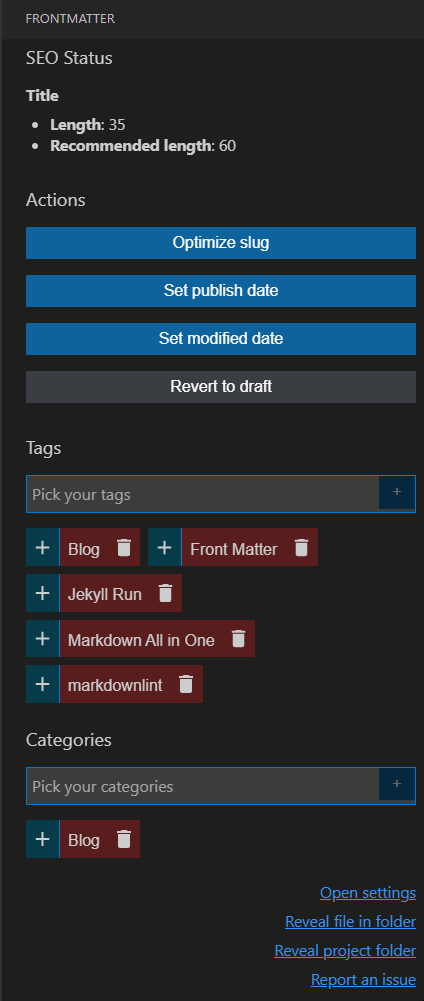 FRONTMATTER
SEO Status
Title
• Length: 35
• Recommended length: 60
Actions
Optimize slug
Set publish date
Set modified date
Revert to draft
Tags
Pick your tags +
+ Blog + Front Matter
+ Jekyll Run
+ Markdown All in One
+ markdownlint
Categories
Pick your categories +
+ Blog
Open settings
Reveal file in folder
Reveal project folder
Report an issue